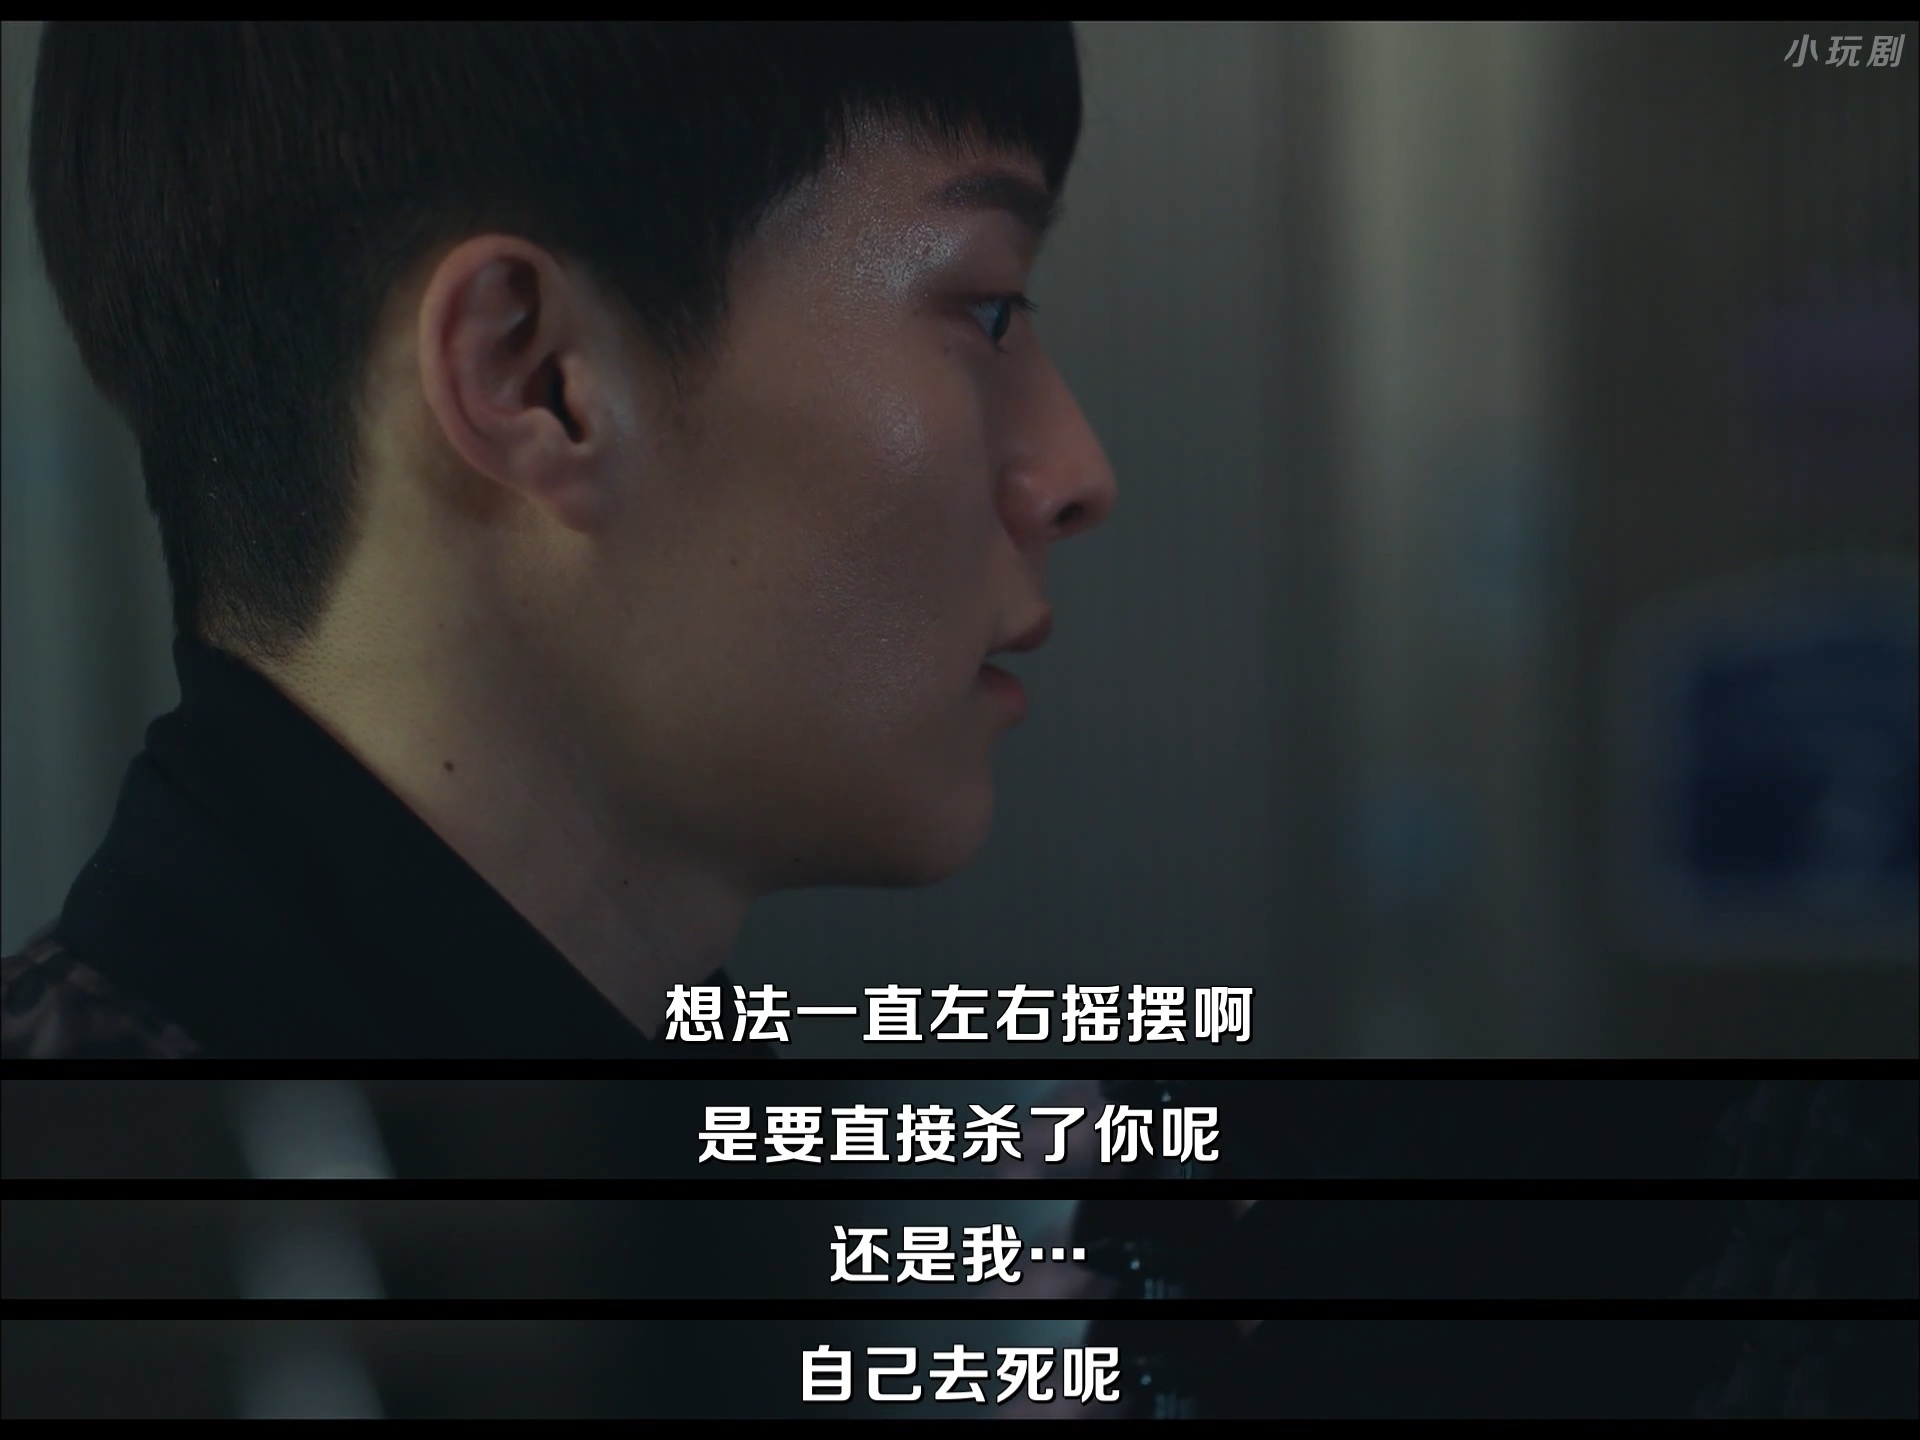 小玩剧
想法一直左右摇摆啊
是要直接杀了你呢
还是我…
自己去死呢